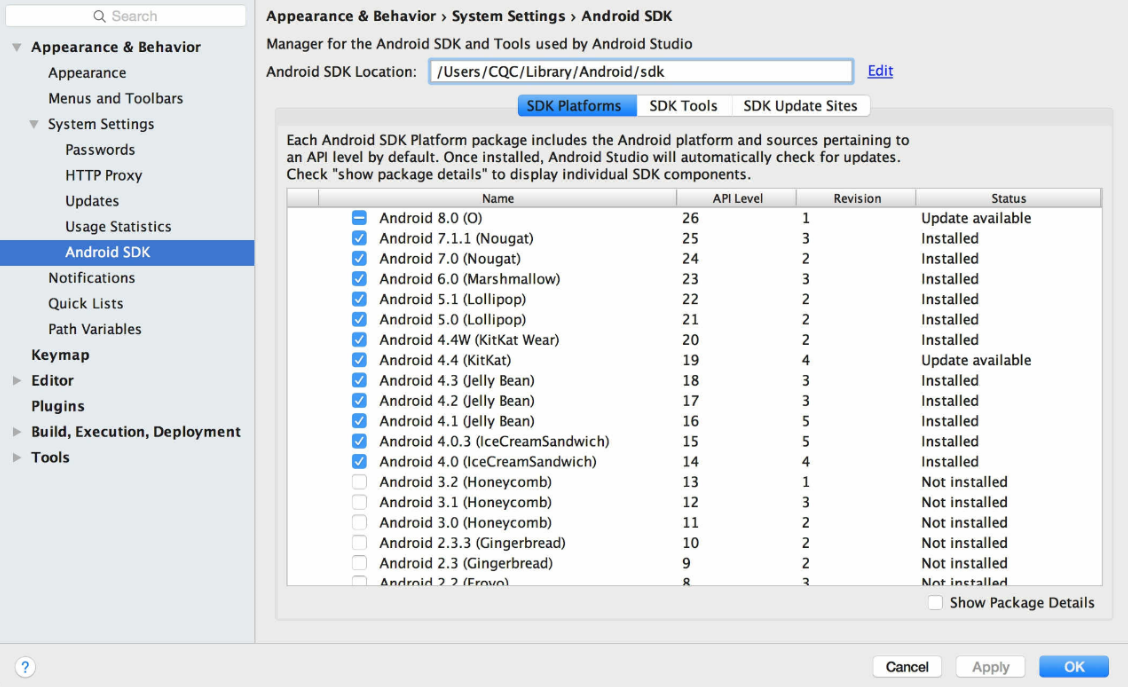 Search
Appearance & Behavior
Appearance
Menus and Toolbars
System Settings
Passwords
HTTP Proxy
Updates
Usage Statistics
Android SDK
Notifications
Quick Lists
Path Variables
Keymap
Editor
Plugins
Build, Execution, Deployment
Tools
Appearance & Behavior › System Settings › Android SDK
Manager for the Android SDK and Tools used by Android Studio
Android SDK Location: /Users/CQC/Library/Android/sdk Edit
SDK Platforms SDK Tools SDK Update Sites
Each Android SDK Platform package includes the Android platform and sources pertaining to
an API level by default. Once installed, Android Studio will automatically check for updates.
Check "show package details" to display individual SDK components.
Name API Level Revision Status
Android 8.0 (O) 26 1 Update available
Android 7.1.1 (Nougat) 25 3 Installed
Android 7.0 (Nougat) 24 2 Installed
Android 6.0 (Marshmallow) 23 3 Installed
Android 5.1 (Lollipop) 22 2 Installed
Android 5.0 (Lollipop) 21 2 Installed
Android 4.4W (KitKat Wear) 20 2 Installed
Android 4.4 (KitKat) 19 4 Update available
Android 4.3 (Jelly Bean) 18 3 Installed
Android 4.2 (Jelly Bean) 17 3 Installed
Android 4.1 (Jelly Bean) 16 5 Installed
Android 4.0.3 (IceCreamSandwich) 15 5 Installed
Android 4.0 (IceCreamSandwich) 14 4 Installed
Android 3.2 (Honeycomb) 13 1 Not installed
Android 3.1 (Honeycomb) 12 3 Not installed
Android 3.0 (Honeycomb) 11 2 Not installed
Android 2.3.3 (Gingerbread) 10 2 Not installed
Android 2.3 (Gingerbread) 9 2 Not installed
Android 2.2 (Froyo) 8 3 Not installed
Show Package Details
? Cancel Apply OK